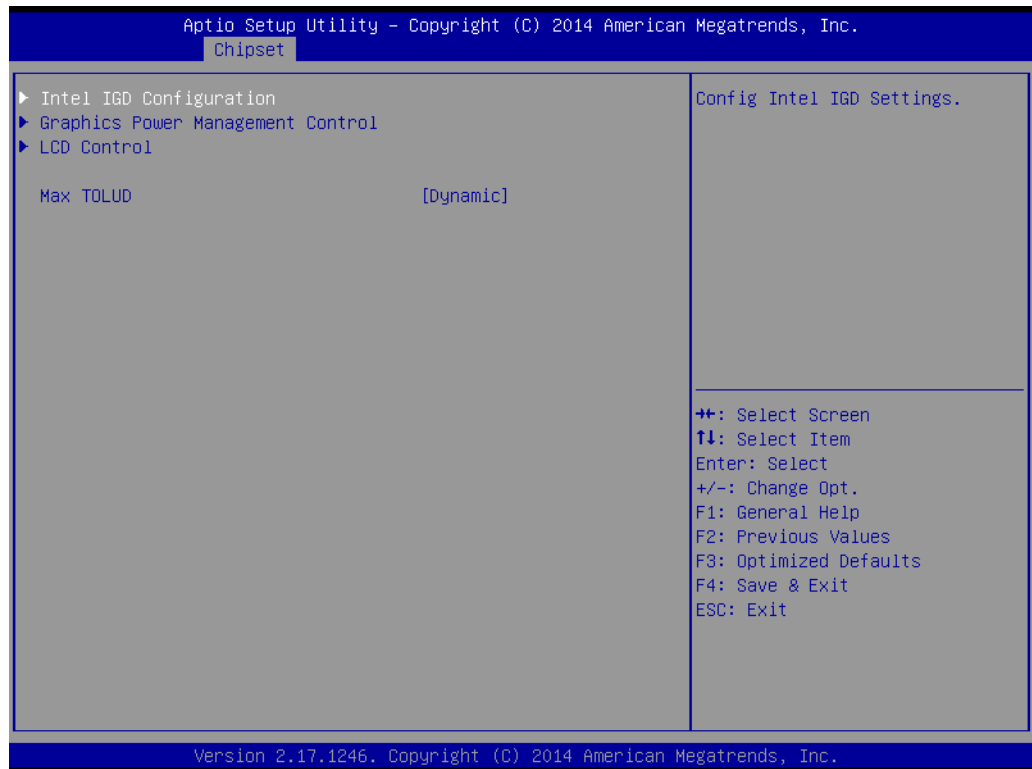 Aptio Setup Utility – Copyright (C) 2014 American Megatrends, Inc.
Chipset
▶ Intel IGD Configuration
▶ Graphics Power Management Control
▶ LCD Control
Max TOLUD [Dynamic]
Config Intel IGD Settings.
→←: Select Screen
↑↓: Select Item
Enter: Select
+/-: Change Opt.
F1: General Help
F2: Previous Values
F3: Optimized Defaults
F4: Save & Exit
ESC: Exit
Version 2.17.1246. Copyright (C) 2014 American Megatrends, Inc.